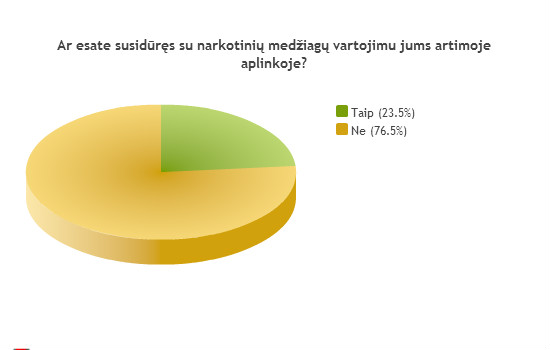 Ar esate susidūręs su narkotinių medžiagų vartojimu jums artimoje
aplinkoje?
Taip (23.5%)
Ne (76.5%)